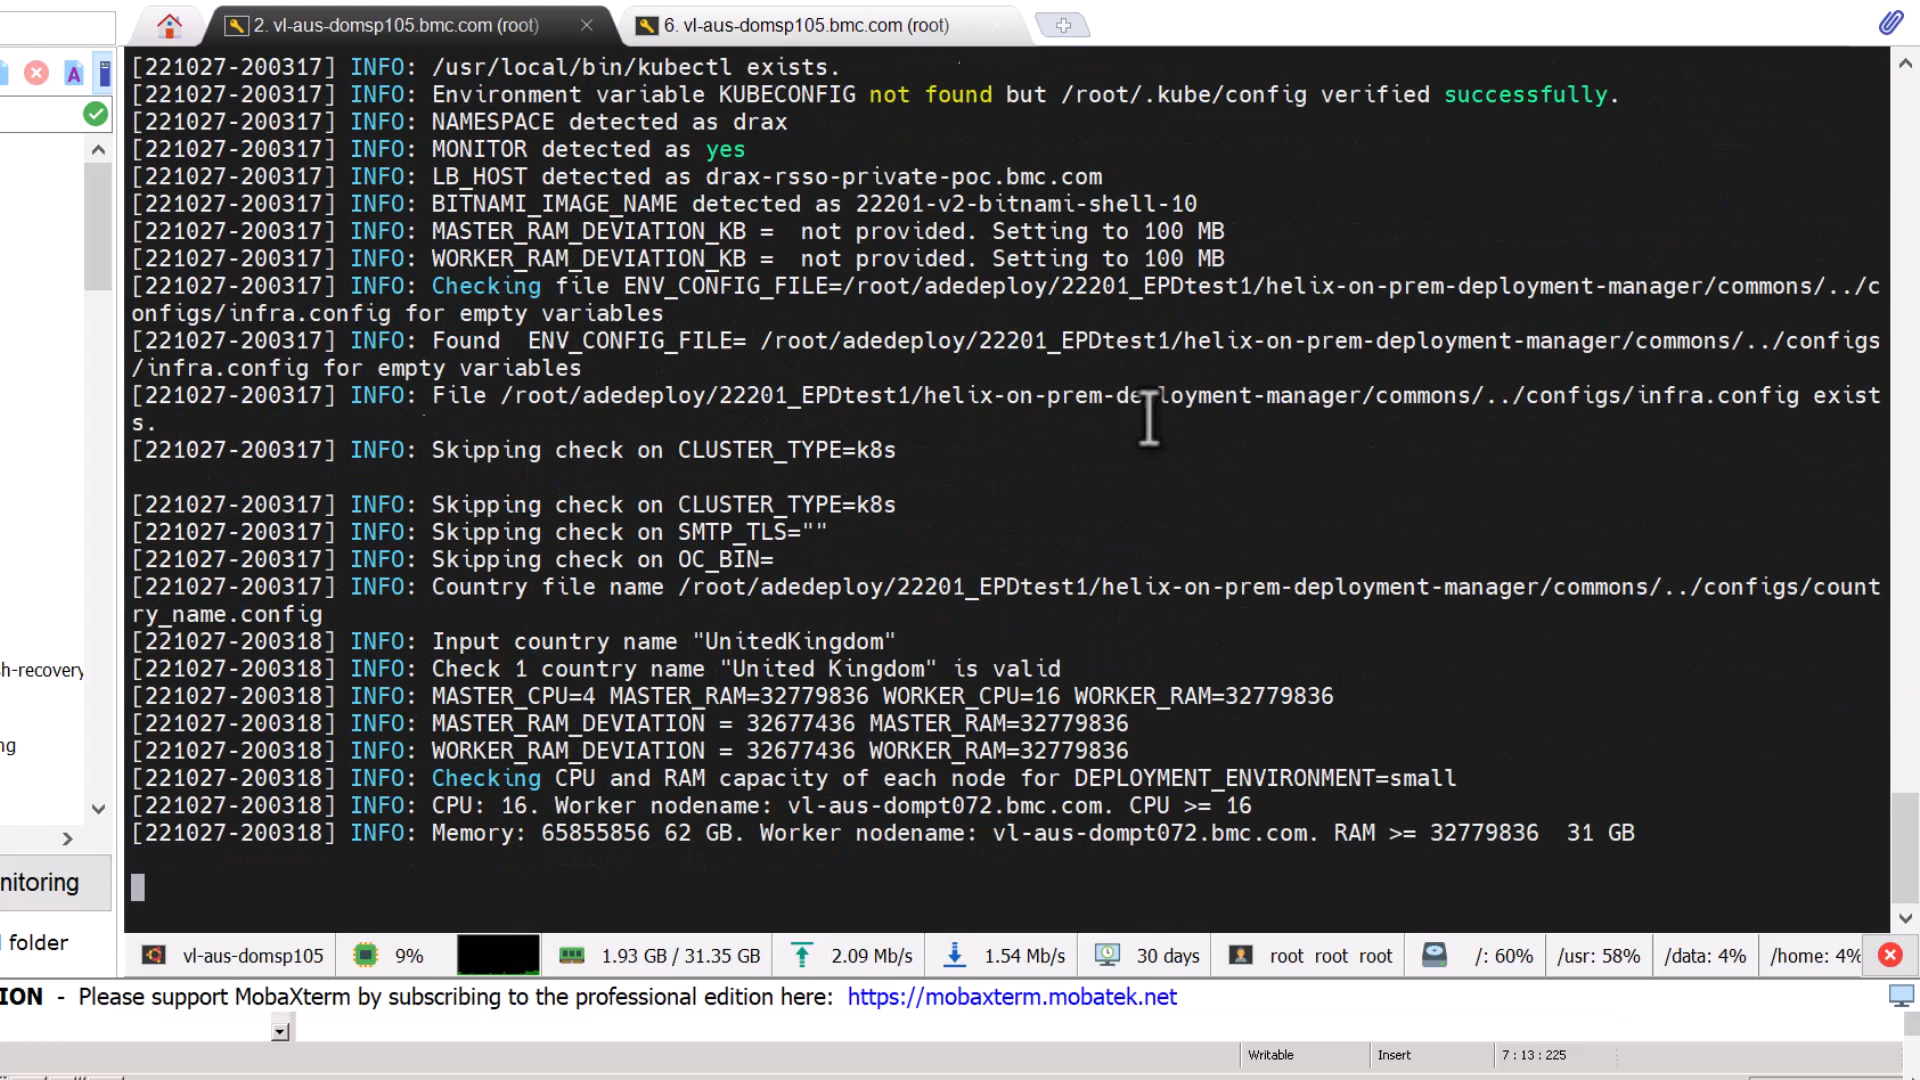 2. vl-aus-domsp105.bmc.com (root)
6. vl-aus-domsp105.bmc.com (root)
[221027-200317] INFO: /usr/local/bin/kubectl exists.
[221027-200317] INFO: Environment variable KUBECONFIG not found but /root/.kube/config verified successfully.
[221027-200317] INFO: NAMESPACE detected as drax
[221027-200317] INFO: MONITOR detected as yes
[221027-200317] INFO: LB_HOST detected as drax-rsso-private-poc.bmc.com
[221027-200317] INFO: BITNAMI_IMAGE_NAME detected as 22201-v2-bitnami-shell-10
[221027-200317] INFO: MASTER_RAM_DEVIATION_KB =  not provided. Setting to 100 MB
[221027-200317] INFO: WORKER_RAM_DEVIATION_KB =  not provided. Setting to 100 MB
[221027-200317] INFO: Checking file ENV_CONFIG_FILE=/root/adedeploy/22201_EPDtest1/helix-on-prem-deployment-manager/commons/../c
onfigs/infra.config for empty variables
[221027-200317] INFO: Found  ENV_CONFIG_FILE= /root/adedeploy/22201_EPDtest1/helix-on-prem-deployment-manager/commons/../configs
/infra.config for empty variables
[221027-200317] INFO: File /root/adedeploy/22201_EPDtest1/helix-on-prem-deployment-manager/commons/../configs/infra.config exist
s.
[221027-200317] INFO: Skipping check on CLUSTER_TYPE=k8s
[221027-200317] INFO: Skipping check on CLUSTER_TYPE=k8s
[221027-200317] INFO: Skipping check on SMTP_TLS=""
[221027-200317] INFO: Skipping check on OC_BIN=
[221027-200317] INFO: Country file name /root/adedeploy/22201_EPDtest1/helix-on-prem-deployment-manager/commons/../configs/count
ry_name.config
[221027-200318] INFO: Input country name "UnitedKingdom"
[221027-200318] INFO: Check 1 country name "United Kingdom" is valid
[221027-200318] INFO: MASTER_CPU=4 MASTER_RAM=32779836 WORKER_CPU=16 WORKER_RAM=32779836
[221027-200318] INFO: MASTER_RAM_DEVIATION = 32677436 MASTER_RAM=32779836
[221027-200318] INFO: WORKER_RAM_DEVIATION = 32677436 WORKER_RAM=32779836
[221027-200318] INFO: Checking CPU and RAM capacity of each node for DEPLOYMENT_ENVIRONMENT=small
[221027-200318] INFO: CPU: 16. Worker nodename: vl-aus-dompt072.bmc.com. CPU >= 16
[221027-200318] INFO: Memory: 65855856 62 GB. Worker nodename: vl-aus-dompt072.bmc.com. RAM >= 32779836  31 GB
A
h-recovery
ng
nitoring
folder
vl-aus-domsp105
9%
1.93 GB / 31.35 GB
2.09 Mb/s
1.54 Mb/s
30 days
root root root
/: 60%
/usr: 58%
/data: 4%
/home: 4%
ION - Please support MobaXterm by subscribing to the professional edition here: https://mobaxterm.mobatek.net
Writable
Insert
7 : 13 : 225